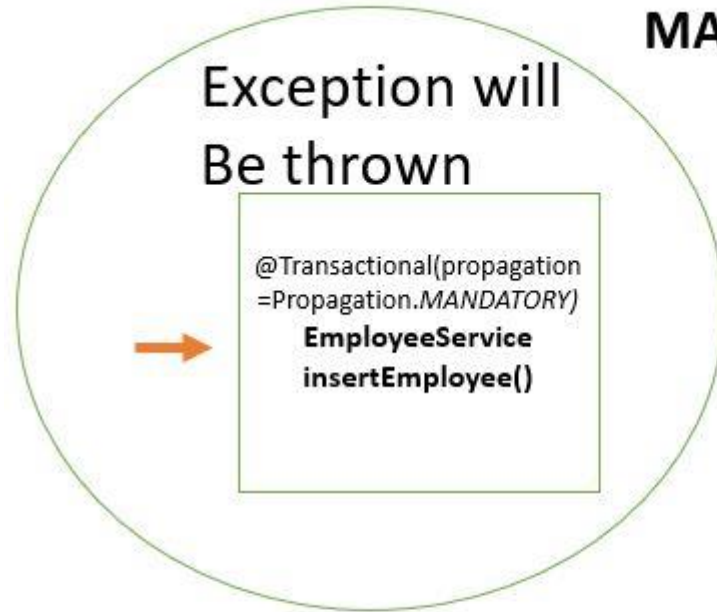 MA
Exception will
Be thrown
@Transactional(propagation
=Propagation.MANDATORY)
EmployeeService
insertEmployee()